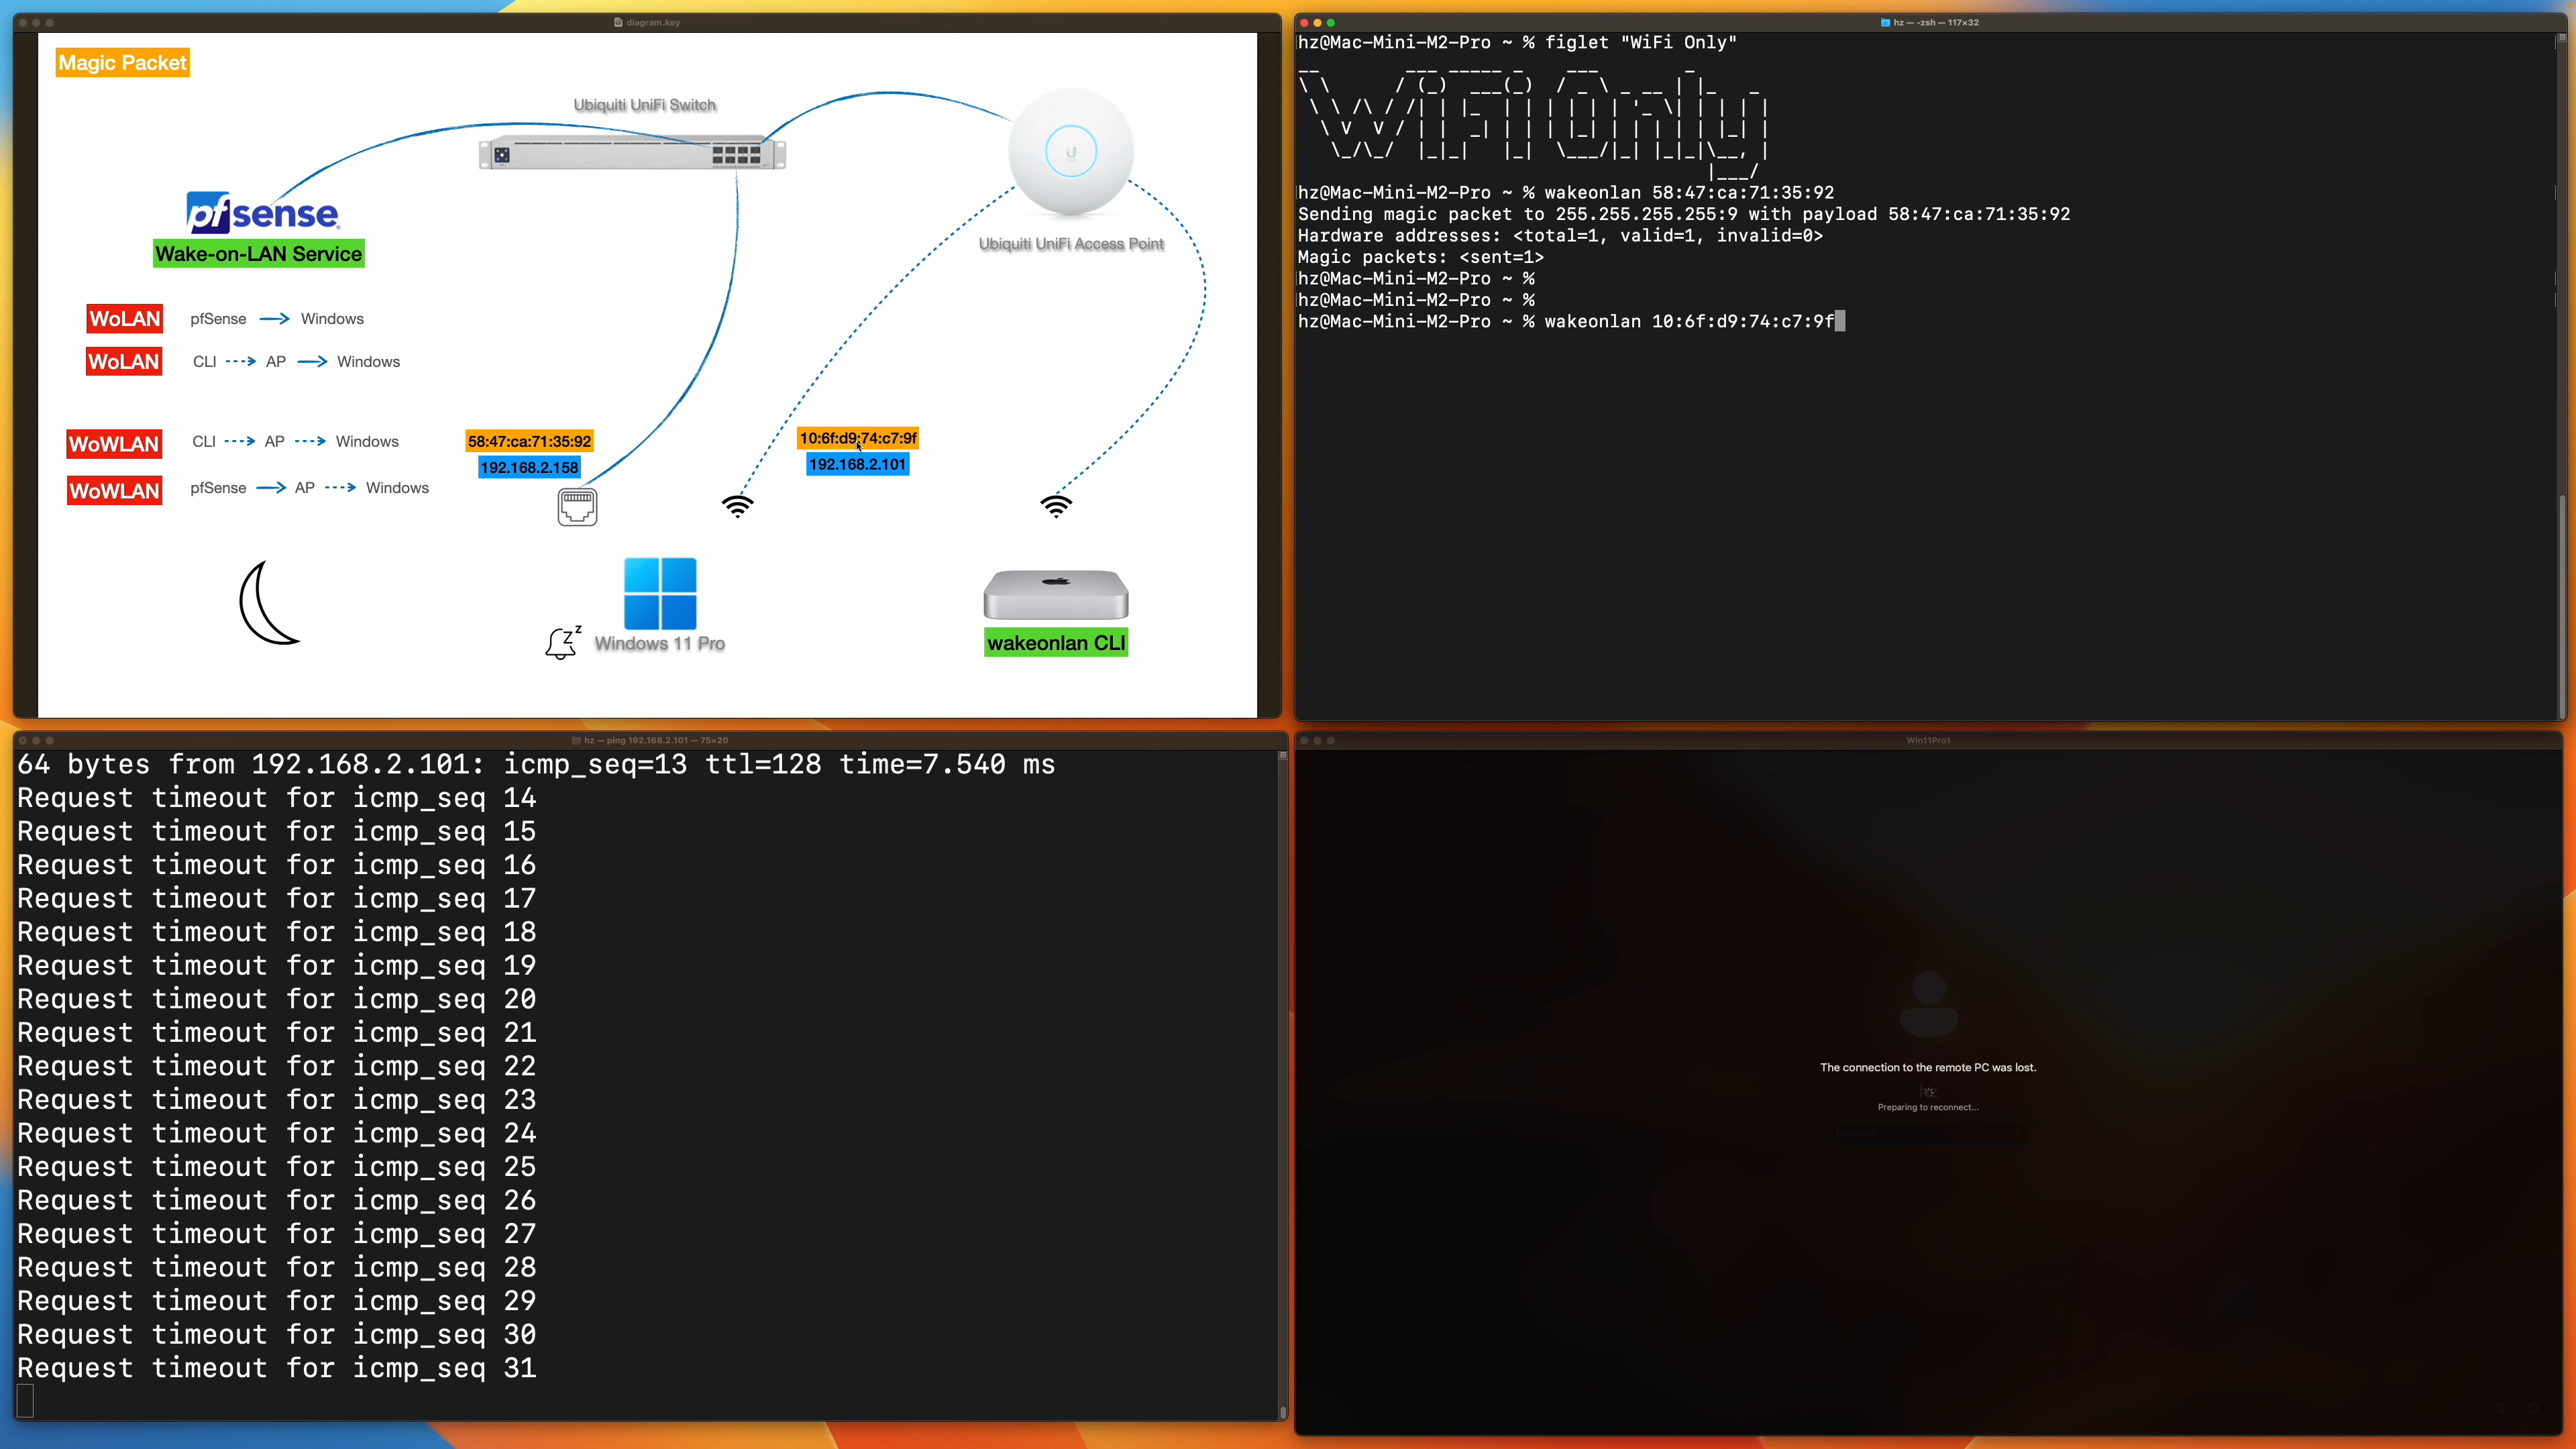 diagram.key
Magic Packet
Ubiquiti UniFi Switch
pfsense
Wake-on-LAN Service
Ubiquiti UniFi Access Point
WoLAN pfSense Windows
WoLAN CLI AP Windows
WoWLAN CLI AP Windows
WoWLAN pfSense AP Windows
58:47:ca:71:35:92
192.168.2.158
10:6f:d9:74:c7:9f
192.168.2.101
Windows 11 Pro
wakeonlan CLI
hz — -zsh — 117×32
hz@Mac-Mini-M2-Pro ~ % figlet "WiFi Only"
WiFi Only
hz@Mac-Mini-M2-Pro ~ % wakeonlan 58:47:ca:71:35:92
Sending magic packet to 255.255.255.255:9 with payload 58:47:ca:71:35:92
Hardware addresses: <total=1, valid=1, invalid=0>
Magic packets: <sent=1>
hz@Mac-Mini-M2-Pro ~ %
hz@Mac-Mini-M2-Pro ~ %
hz@Mac-Mini-M2-Pro ~ % wakeonlan 10:6f:d9:74:c7:9f
hz — ping 192.168.2.101 — 75×20
64 bytes from 192.168.2.101: icmp_seq=13 ttl=128 time=7.540 ms
Request timeout for icmp_seq 14
Request timeout for icmp_seq 15
Request timeout for icmp_seq 16
Request timeout for icmp_seq 17
Request timeout for icmp_seq 18
Request timeout for icmp_seq 19
Request timeout for icmp_seq 20
Request timeout for icmp_seq 21
Request timeout for icmp_seq 22
Request timeout for icmp_seq 23
Request timeout for icmp_seq 24
Request timeout for icmp_seq 25
Request timeout for icmp_seq 26
Request timeout for icmp_seq 27
Request timeout for icmp_seq 28
Request timeout for icmp_seq 29
Request timeout for icmp_seq 30
Request timeout for icmp_seq 31
Win11Pro1
The connection to the remote PC was lost.
Preparing to reconnect...